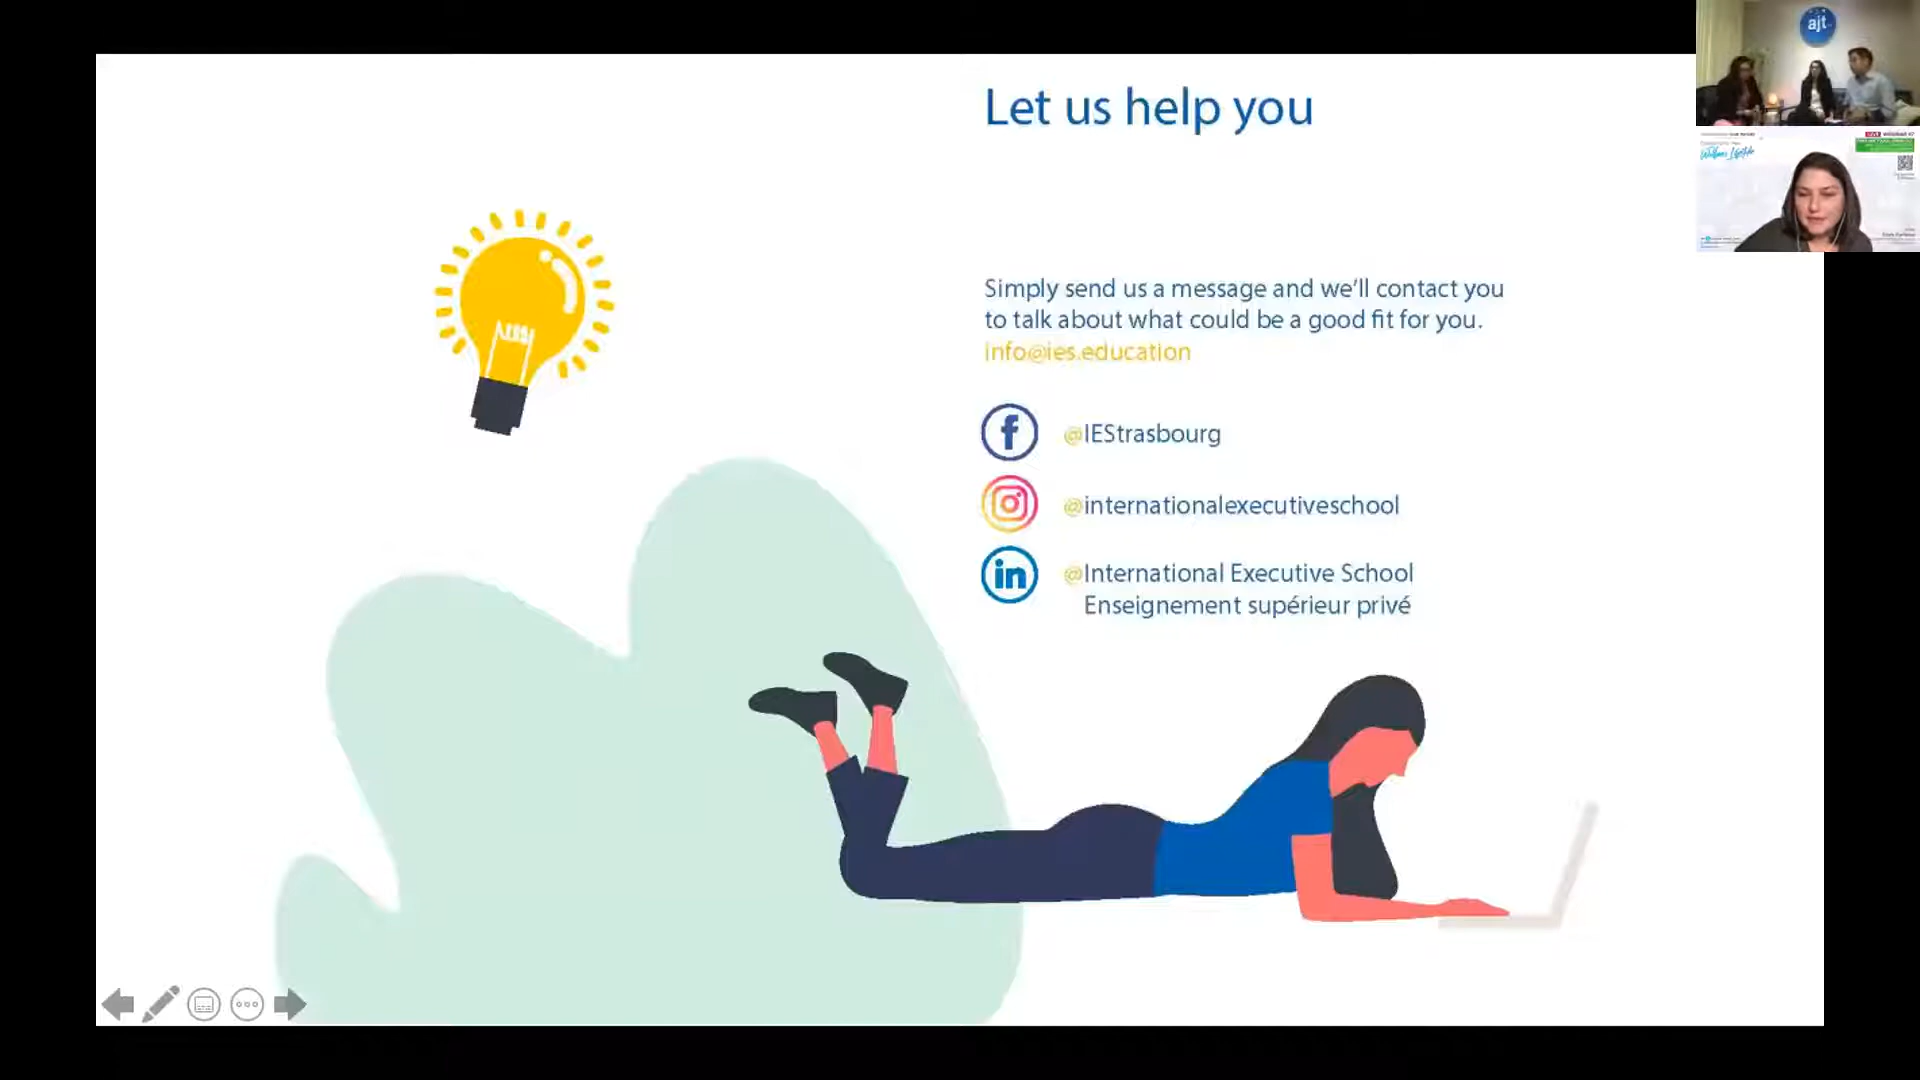 Let us help you
Simply send us a message and we’ll contact you
to talk about what could be a good fit for you.
info@ies.education
f @IEStrasbourg
@internationalexecutiveschool
in @International Executive School
Enseignement supérieur privé
ajt